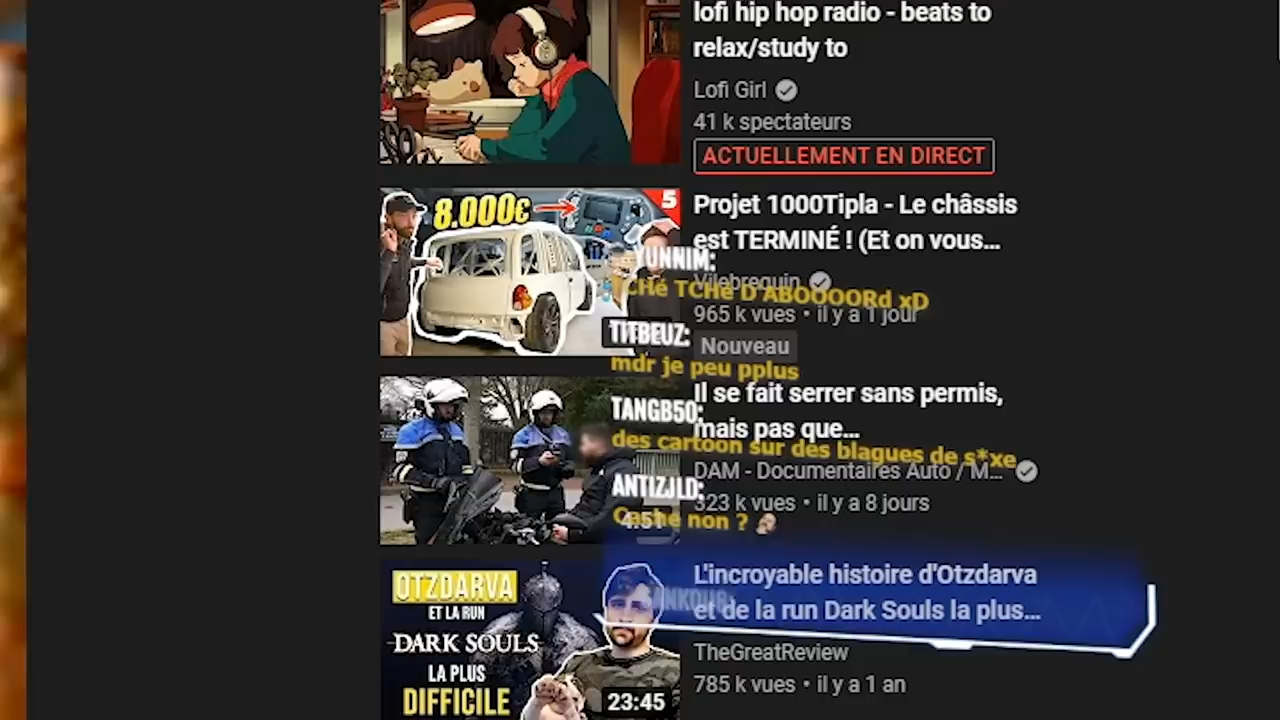 lofi hip hop radio - beats to
relax/study to
Lofi Girl
41 k spectateurs
ACTUELLEMENT EN DIRECT
8.000€
5
Projet 1000Tipla - Le châssis
est TERMINÉ ! (Et on vous...
Vilebrequin
965 k vues • il y a 1 jour
Nouveau
YUNNIM:
TCHé TCHé D'ABOOOORd xD
TITBEUZ:
mdr je peu pplus
TANGB50:
des cartoon sur des blagues de s*xe
ANTIZJLD:
Cashé non ?
4:51
Il se fait serrer sans permis,
mais pas que...
DAM - Documentaires Auto / M...
323 k vues • il y a 8 jours
OTZDARVA
ET LA RUN
DARK SOULS
LA PLUS
DIFFICILE
23:45
L'incroyable histoire d'Otzdarva
et de la run Dark Souls la plus...
TheGreatReview
785 k vues • il y a 1 an